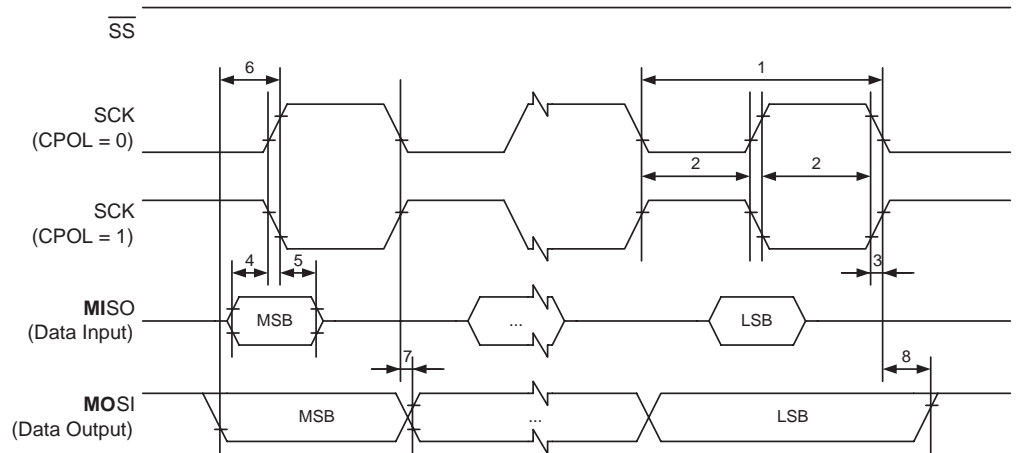 SS
6
1
SCK
(CPOL = 0)
2
2
SCK
(CPOL = 1)
4
5
3
MISO
(Data Input)
MSB
...
LSB
7
8
MOSI
(Data Output)
MSB
...
LSB